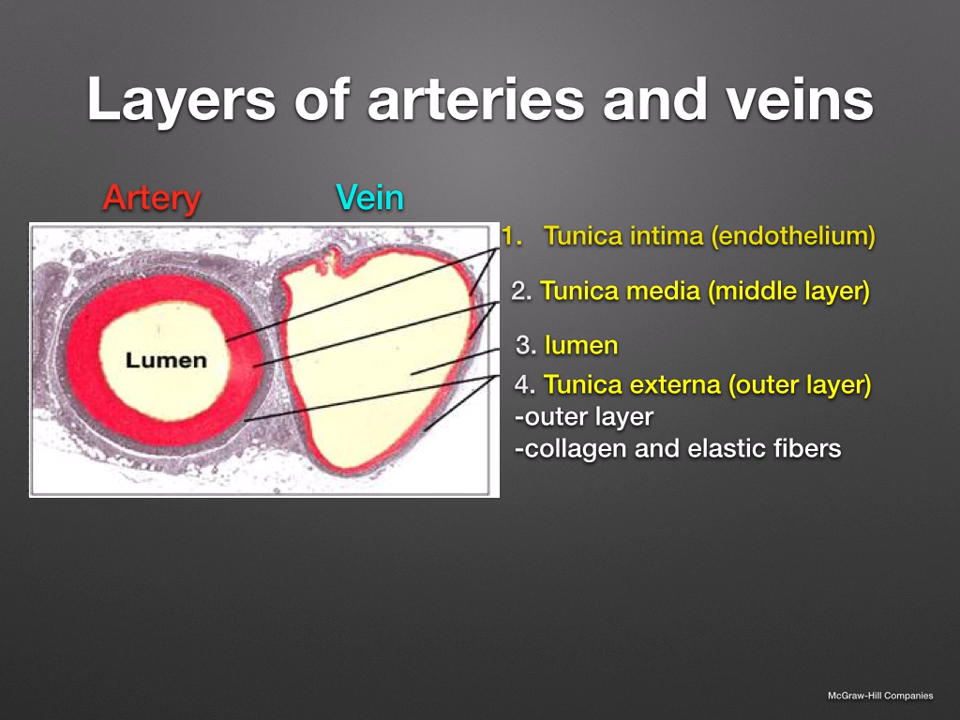 Layers of arteries and veins
Artery
Vein
1. Tunica intima (endothelium)
2. Tunica media (middle layer)
Lumen
3. lumen
4. Tunica externa (outer layer)
-outer layer
-collagen and elastic fibers
McGraw-Hill Companies